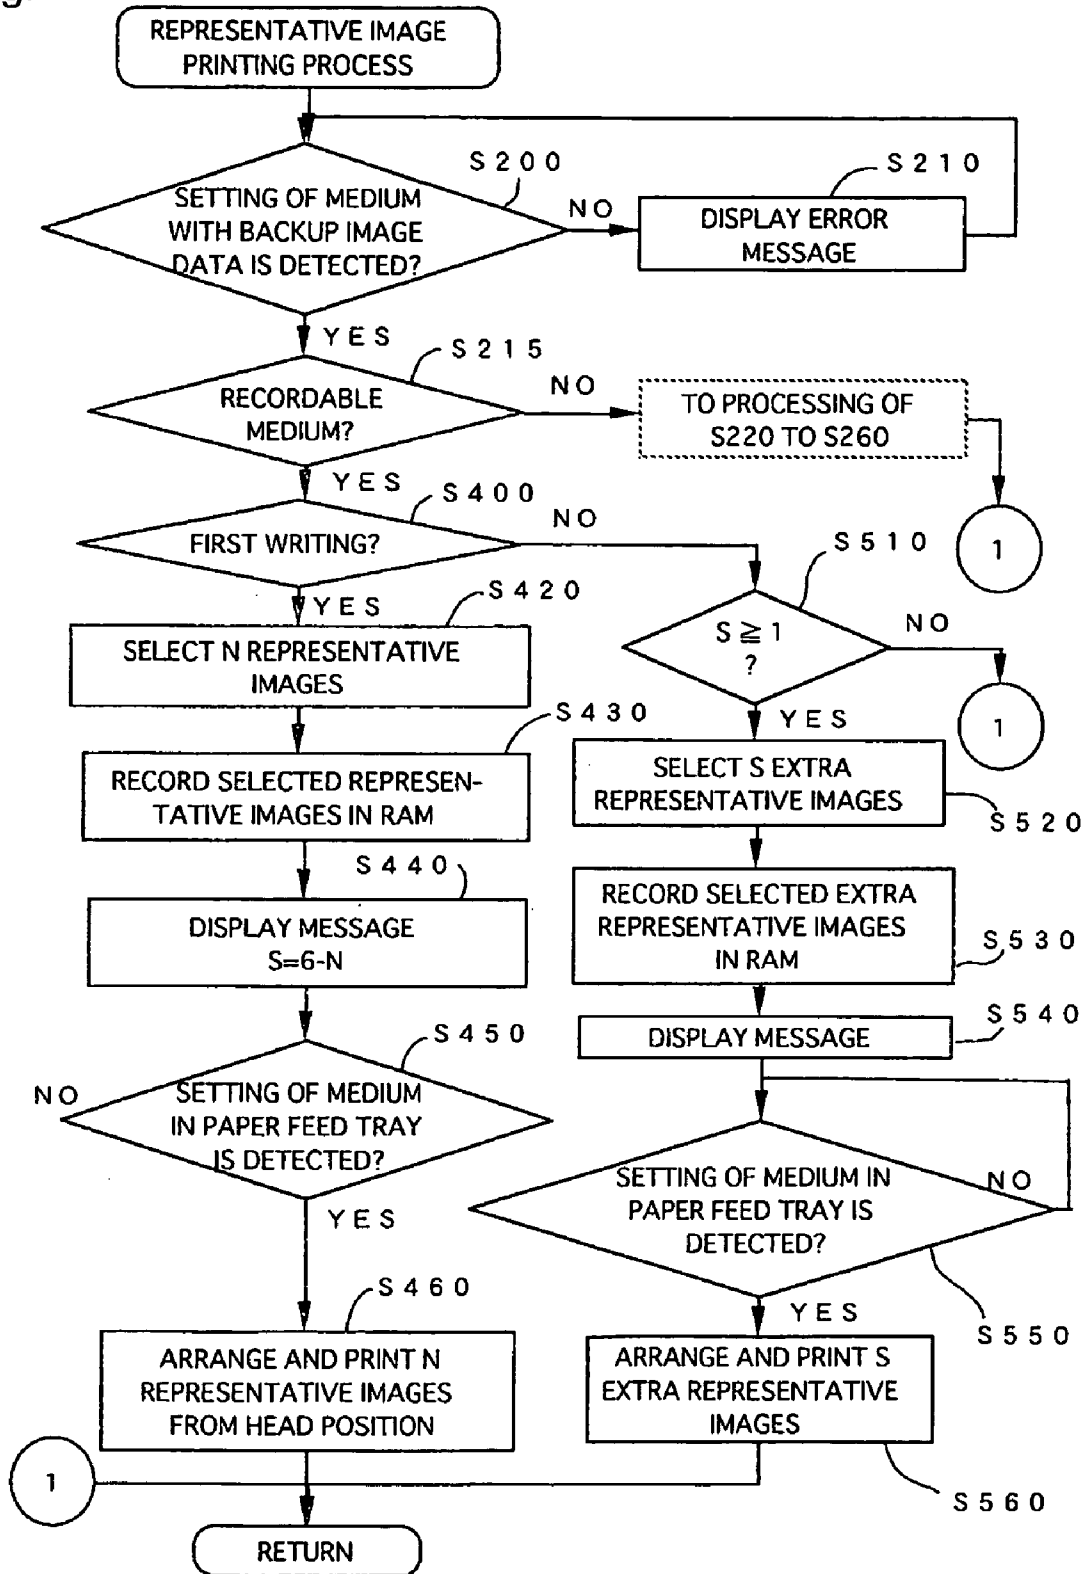 g.
REPRESENTATIVE IMAGE
PRINTING PROCESS
S200
SETTING OF MEDIUM
WITH BACKUP IMAGE
DATA IS DETECTED?
NO
S210
DISPLAY ERROR
MESSAGE
YES
S215
RECORDABLE
MEDIUM?
NO
TO PROCESSING OF
S220 TO S260
1
YES
S400
FIRST WRITING?
NO
S510
S ≧ 1
?
NO
1
YES
S420
SELECT N REPRESENTATIVE
IMAGES
S430
RECORD SELECTED REPRESEN-
TATIVE IMAGES IN RAM
S440
DISPLAY MESSAGE
S=6-N
S450
SETTING OF MEDIUM
IN PAPER FEED TRAY
IS DETECTED?
NO
YES
S460
ARRANGE AND PRINT N
REPRESENTATIVE IMAGES
FROM HEAD POSITION
YES
SELECT S EXTRA
REPRESENTATIVE IMAGES
S520
RECORD SELECTED EXTRA
REPRESENTATIVE IMAGES
IN RAM
S530
DISPLAY MESSAGE
S540
SETTING OF MEDIUM IN
PAPER FEED TRAY IS
DETECTED?
NO
S550
YES
ARRANGE AND PRINT S
EXTRA REPRESENTATIVE
IMAGES
S560
1
RETURN